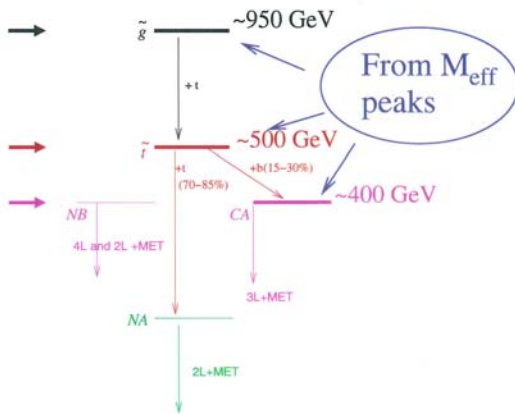 g̃ ~950 GeV
From M_eff
peaks
+ t
t̃ ~500 GeV
+t
(70-85%)
+b(15-30%)
~400 GeV
NB
CA
4L and 2L +MET
3L+MET
NA
2L+MET